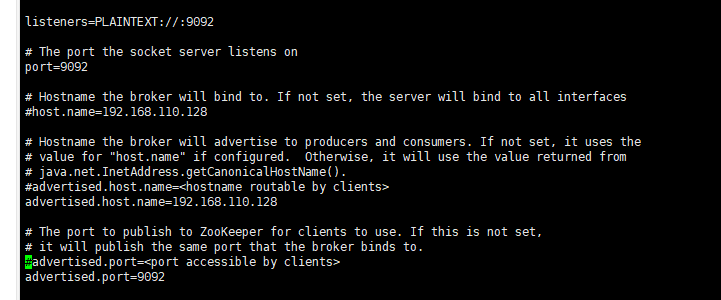 listeners=PLAINTEXT://:9092
# The port the socket server listens on
port=9092
# Hostname the broker will bind to. If not set, the server will bind to all interfaces
#host.name=192.168.110.128
# Hostname the broker will advertise to producers and consumers. If not set, it uses the
# value for "host.name" if configured.  Otherwise, it will use the value returned from
# java.net.InetAddress.getCanonicalHostName().
#advertised.host.name=<hostname routable by clients>
advertised.host.name=192.168.110.128
# The port to publish to ZooKeeper for clients to use. If this is not set,
# it will publish the same port that the broker binds to.
#advertised.port=<port accessible by clients>
advertised.port=9092